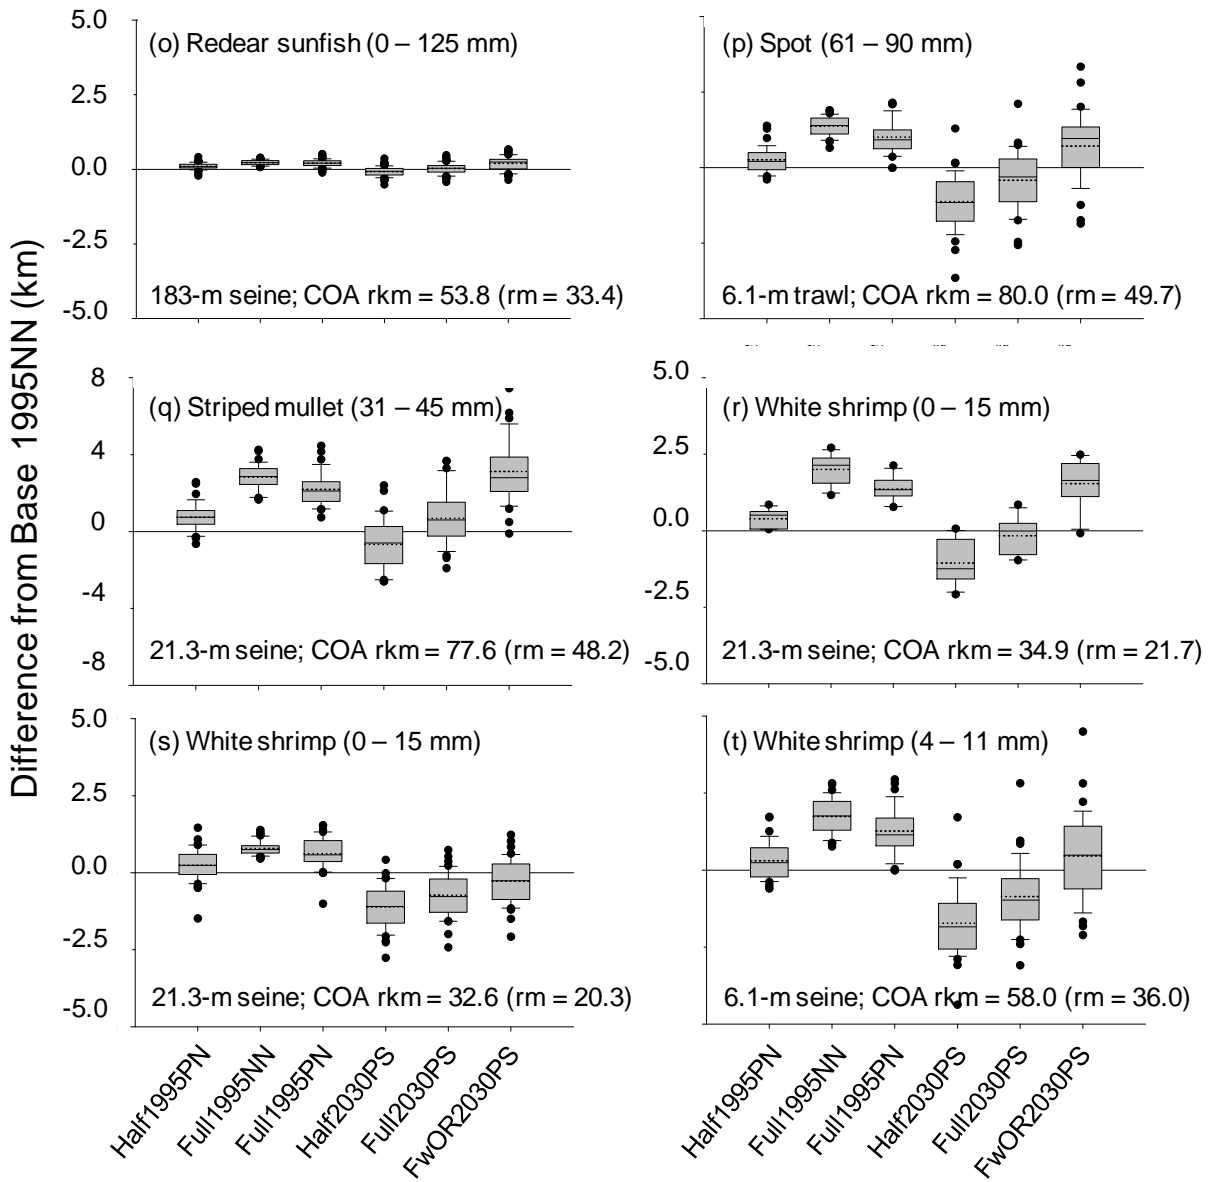 Difference from Base 1995NN (km)
5.0
2.5
0.0
-2.5
-5.0
(o) Redear sunfish (0 – 125 mm)
183-m seine; COA rkm = 53.8 (rm = 33.4)
(p) Spot (61 – 90 mm)
6.1-m trawl; COA rkm = 80.0 (rm = 49.7)
8
4
0
-4
-8
(q) Striped mullet (31 – 45 mm)
21.3-m seine; COA rkm = 77.6 (rm = 48.2)
5.0
2.5
0.0
-2.5
-5.0
(r) White shrimp (0 – 15 mm)
21.3-m seine; COA rkm = 34.9 (rm = 21.7)
5.0
2.5
0.0
-2.5
-5.0
(s) White shrimp (0 – 15 mm)
21.3-m seine; COA rkm = 32.6 (rm = 20.3)
(t) White shrimp (4 – 11 mm)
6.1-m seine; COA rkm = 58.0 (rm = 36.0)
Half1995PN
Full1995NN
Full1995PN
Half2030PS
Full2030PS
FwOR2030PS
Half1995PN
Full1995NN
Full1995PN
Half2030PS
Full2030PS
FwOR2030PS